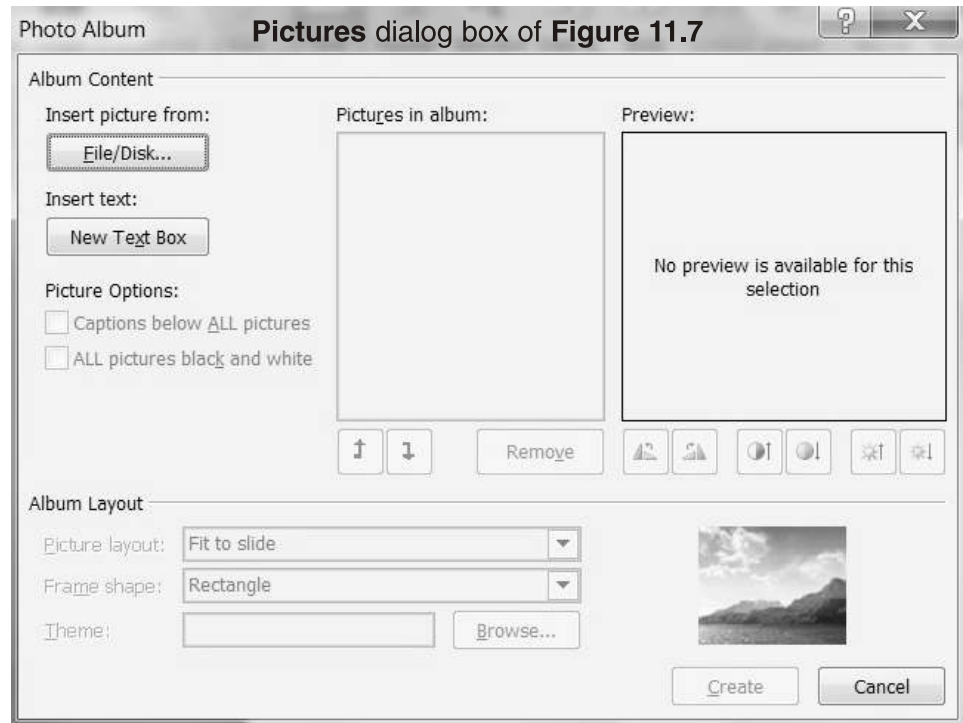 Photo Album
Pictures dialog box of Figure 11.7
Album Content
Insert picture from:
File/Disk...
Insert text:
New Text Box
Picture Options:
Captions below ALL pictures
ALL pictures black and white
Pictures in album:
Remove
Preview:
No preview is available for this
selection
Album Layout
Picture layout: Fit to slide
Frame shape: Rectangle
Theme:
Browse...
Create
Cancel